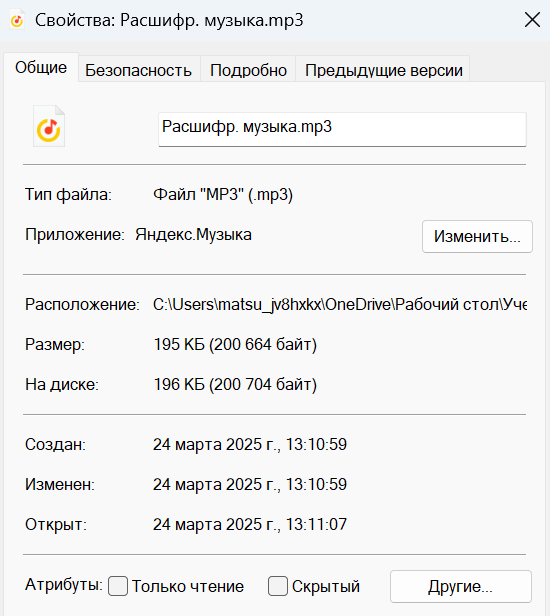 Свойства: Расшифр. музыка.mp3
Общие Безопасность Подробно Предыдущие версии
Расшифр. музыка.mp3
Тип файла: Файл "MP3" (.mp3)
Приложение: Яндекс.Музыка Изменить...
Расположение: C:\Users\matsu_jv8hxkx\OneDrive\Рабочий стол\Уче
Размер: 195 КБ (200 664 байт)
На диске: 196 КБ (200 704 байт)
Создан: 24 марта 2025 г., 13:10:59
Изменен: 24 марта 2025 г., 13:10:59
Открыт: 24 марта 2025 г., 13:11:07
Атрибуты: Только чтение Скрытый Другие...